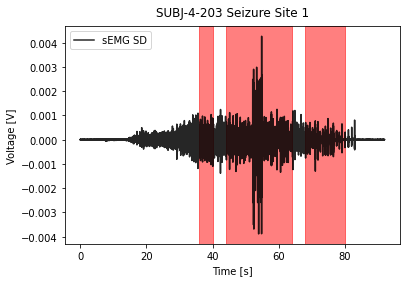 SUBJ-4-203 Seizure Site 1
sEMG SD
Voltage [V]
0.004
0.003
0.002
0.001
0.000
−0.001
−0.002
−0.003
−0.004
0 20 40 60 80
Time [s]